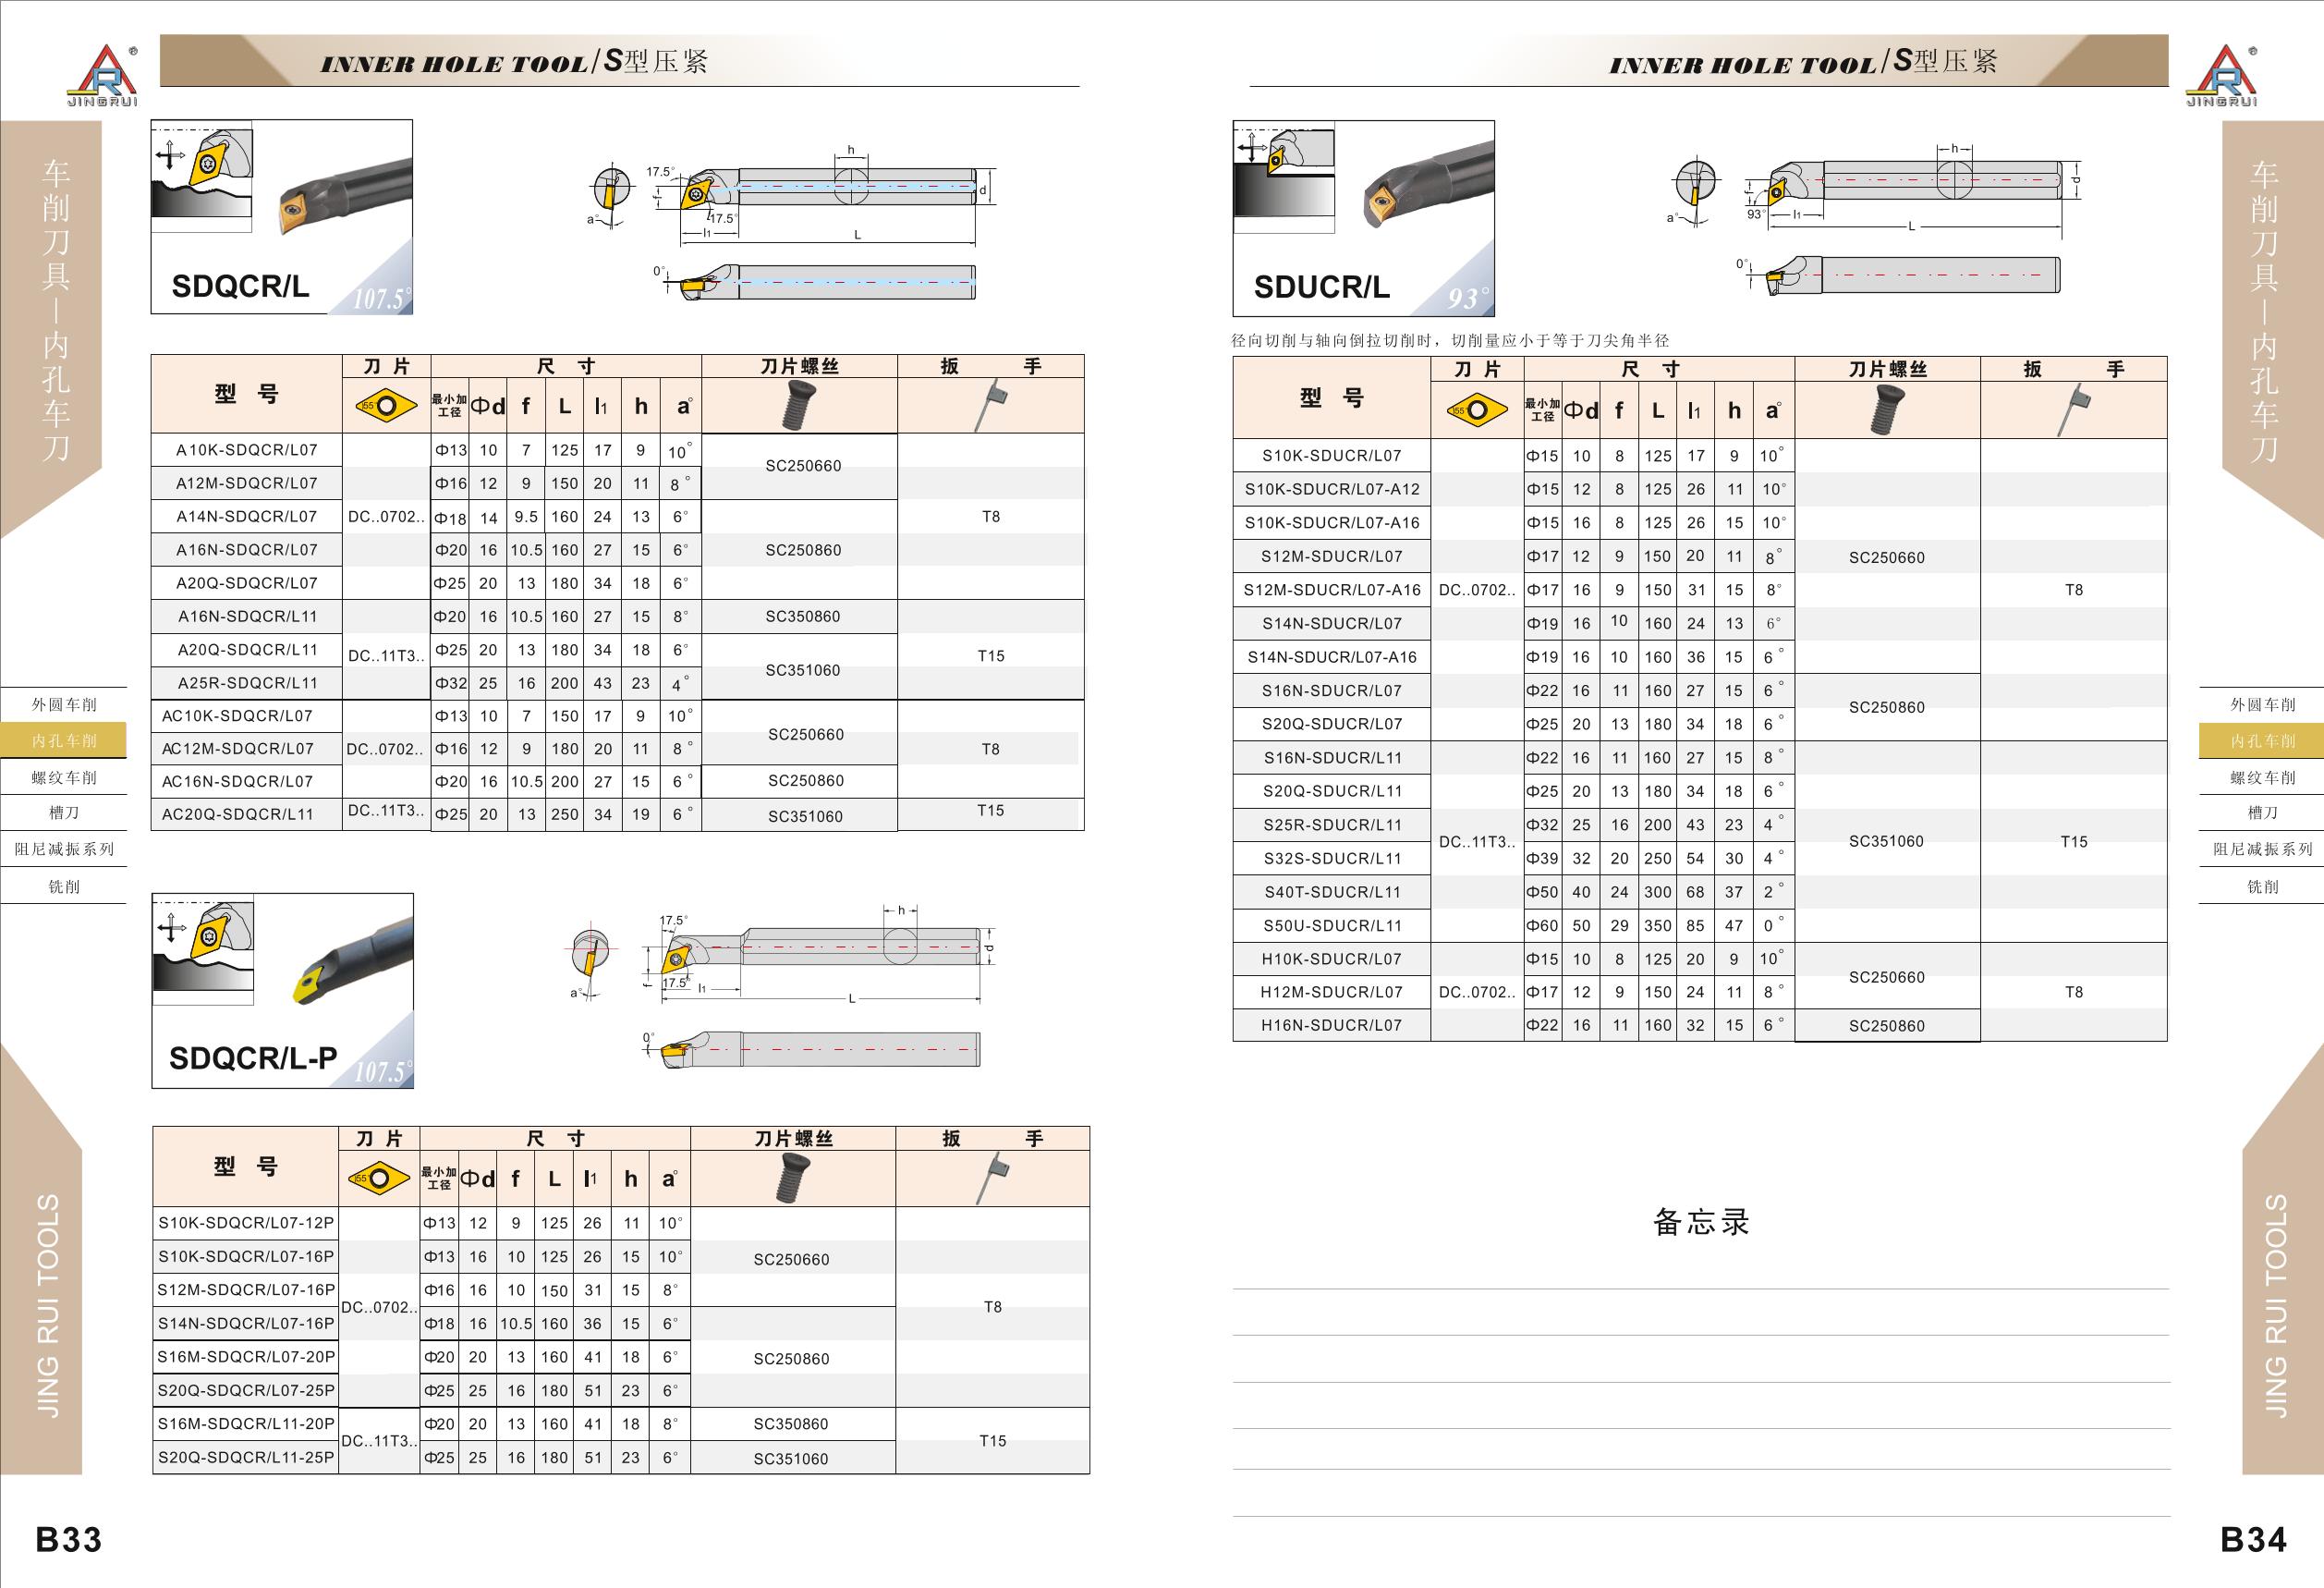 JINGRUI
INNER HOLE TOOL/S型压紧
车削刀具—内孔车刀
外圆车削
内孔车削
螺纹车削
槽刀
阻尼减振系列
铣削
JING RUI TOOLS
SDQCR/L
107.5°
17.5°
h
d
f
17.5°
a°
l1
L
0°
型 号
刀 片
尺 寸
刀片螺丝
扳 手
55°
最小加工径 Φd f L l1 h a°
A10K-SDQCR/L07 Φ13 10 7 125 17 9 10°
SC250660
A12M-SDQCR/L07 Φ16 12 9 150 20 11 8°
A14N-SDQCR/L07 DC..0702.. Φ18 14 9.5 160 24 13 6° T8
A16N-SDQCR/L07 Φ20 16 10.5 160 27 15 6° SC250860
A20Q-SDQCR/L07 Φ25 20 13 180 34 18 6°
A16N-SDQCR/L11 Φ20 16 10.5 160 27 15 8° SC350860
A20Q-SDQCR/L11 DC..11T3.. Φ25 20 13 180 34 18 6° SC351060 T15
A25R-SDQCR/L11 Φ32 25 16 200 43 23 4°
AC10K-SDQCR/L07 Φ13 10 7 150 17 9 10°
SC250660
AC12M-SDQCR/L07 DC..0702.. Φ16 12 9 180 20 11 8° T8
AC16N-SDQCR/L07 Φ20 16 10.5 200 27 15 6° SC250860
AC20Q-SDQCR/L11 DC..11T3.. Φ25 20 13 250 34 19 6° SC351060 T15
SDQCR/L-P
107.5°
17.5°
h
d
f
17.5°
a°
l1
L
0°
型 号
刀 片
尺 寸
刀片螺丝
扳 手
55°
最小加工径 Φd f L l1 h a°
S10K-SDQCR/L07-12P Φ13 12 9 125 26 11 10°
S10K-SDQCR/L07-16P Φ13 16 10 125 26 15 10° SC250660
S12M-SDQCR/L07-16P Φ16 16 10 150 31 15 8°
DC..0702.. T8
S14N-SDQCR/L07-16P Φ18 16 10.5 160 36 15 6°
S16M-SDQCR/L07-20P Φ20 20 13 160 41 18 6° SC250860
S20Q-SDQCR/L07-25P Φ25 25 16 180 51 23 6°
S16M-SDQCR/L11-20P Φ20 20 13 160 41 18 8° SC350860
DC..11T3.. T15
S20Q-SDQCR/L11-25P Φ25 25 16 180 51 23 6° SC351060
B33
INNER HOLE TOOL/S型压紧
JINGRUI
车削刀具—内孔车刀
外圆车削
内孔车削
螺纹车削
槽刀
阻尼减振系列
铣削
JING RUI TOOLS
SDUCR/L
93°
h
d
f
a°
93°
l1
L
0°
径向切削与轴向倒拉切削时，切削量应小于等于刀尖角半径
型 号
刀 片
尺 寸
刀片螺丝
扳 手
55°
最小加工径 Φd f L l1 h a°
S10K-SDUCR/L07 Φ15 10 8 125 17 9 10°
S10K-SDUCR/L07-A12 Φ15 12 8 125 26 11 10°
S10K-SDUCR/L07-A16 Φ15 16 8 125 26 15 10°
S12M-SDUCR/L07 Φ17 12 9 150 20 11 8° SC250660
S12M-SDUCR/L07-A16 DC..0702.. Φ17 16 9 150 31 15 8° T8
S14N-SDUCR/L07 Φ19 16 10 160 24 13 6°
S14N-SDUCR/L07-A16 Φ19 16 10 160 36 15 6°
S16N-SDUCR/L07 Φ22 16 11 160 27 15 6°
SC250860
S20Q-SDUCR/L07 Φ25 20 13 180 34 18 6°
S16N-SDUCR/L11 Φ22 16 11 160 27 15 8°
S20Q-SDUCR/L11 Φ25 20 13 180 34 18 6°
S25R-SDUCR/L11 Φ32 25 16 200 43 23 4°
DC..11T3.. SC351060 T15
S32S-SDUCR/L11 Φ39 32 20 250 54 30 4°
S40T-SDUCR/L11 Φ50 40 24 300 68 37 2°
S50U-SDUCR/L11 Φ60 50 29 350 85 47 0°
H10K-SDUCR/L07 Φ15 10 8 125 20 9 10°
SC250660
H12M-SDUCR/L07 DC..0702.. Φ17 12 9 150 24 11 8° T8
H16N-SDUCR/L07 Φ22 16 11 160 32 15 6° SC250860
备忘录
B34